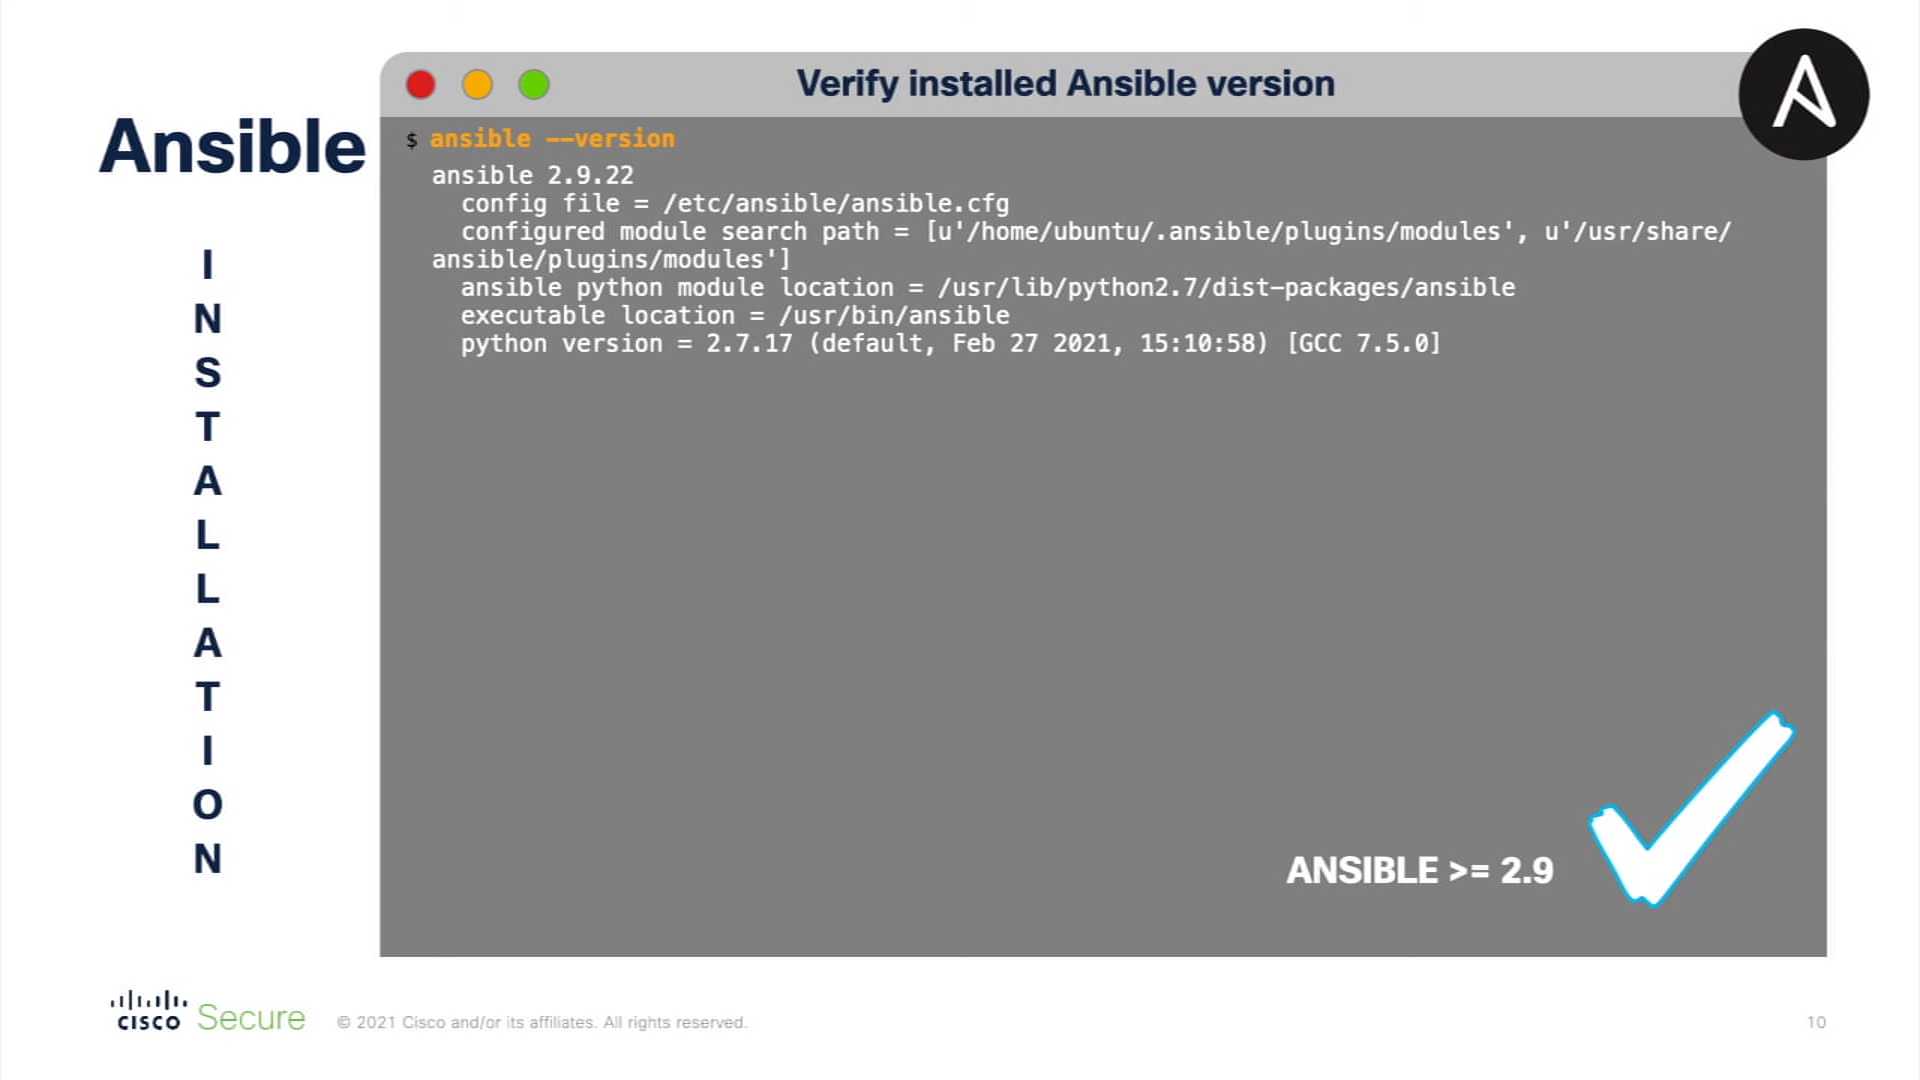 Ansible
I
N
S
T
A
L
L
A
T
I
O
N
Verify installed Ansible version
$ ansible --version
ansible 2.9.22
config file = /etc/ansible/ansible.cfg
configured module search path = [u'/home/ubuntu/.ansible/plugins/modules', u'/usr/share/
ansible/plugins/modules']
ansible python module location = /usr/lib/python2.7/dist-packages/ansible
executable location = /usr/bin/ansible
python version = 2.7.17 (default, Feb 27 2021, 15:10:58) [GCC 7.5.0]
ANSIBLE >= 2.9
CISCO Secure
© 2021 Cisco and/or its affiliates. All rights reserved.
10